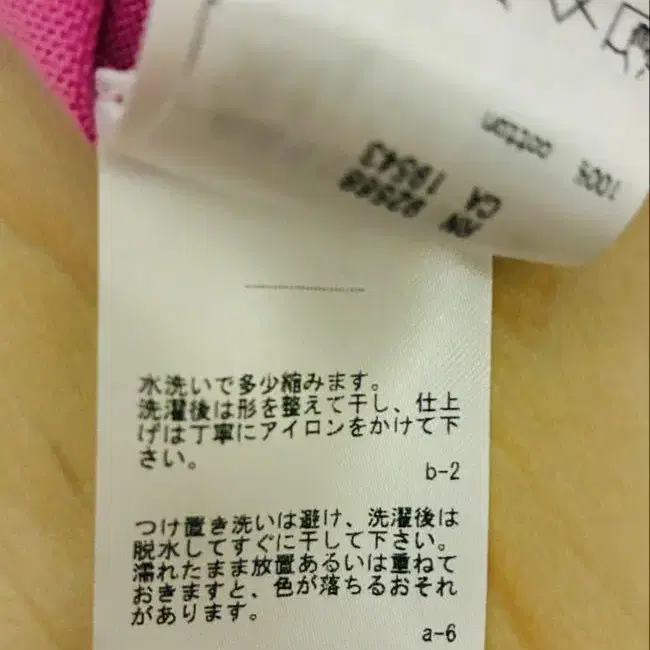 100% cotton
CA 19543
水洗いで多少縮みます。
洗濯後は形を整えて干し、仕上
げは丁寧にアイロンをかけて下
さい。
b-2
つけ置き洗いは避け、洗濯後は
脱水してすぐに干して下さい。
濡れたまま放置あるいは重ねて
おきますと、色が落ちるおそれ
があります。
a-6